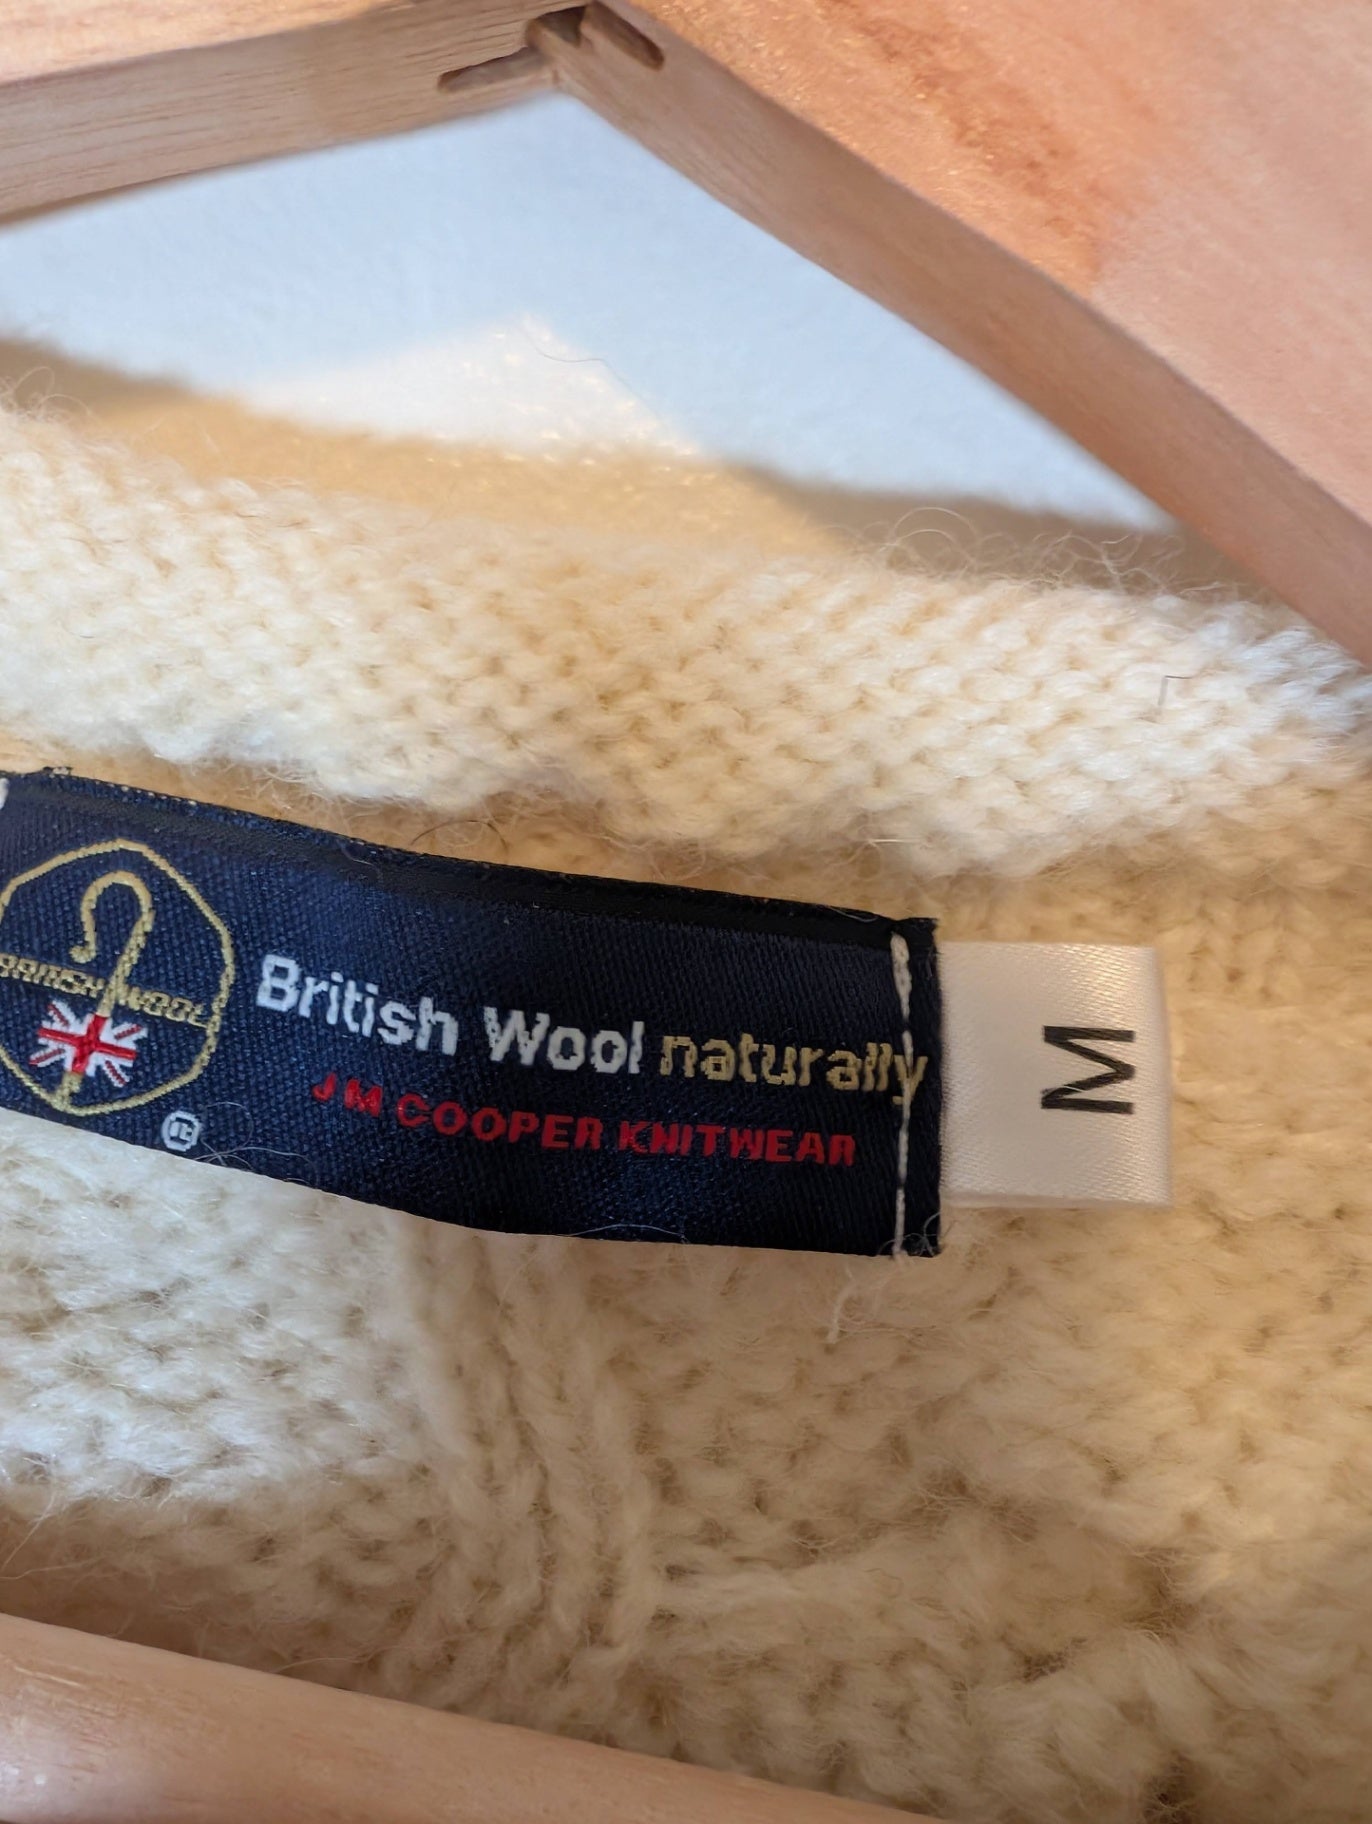 BRITISH WOOL
British Wool naturally
®
JM COOPER KNITWEAR
M